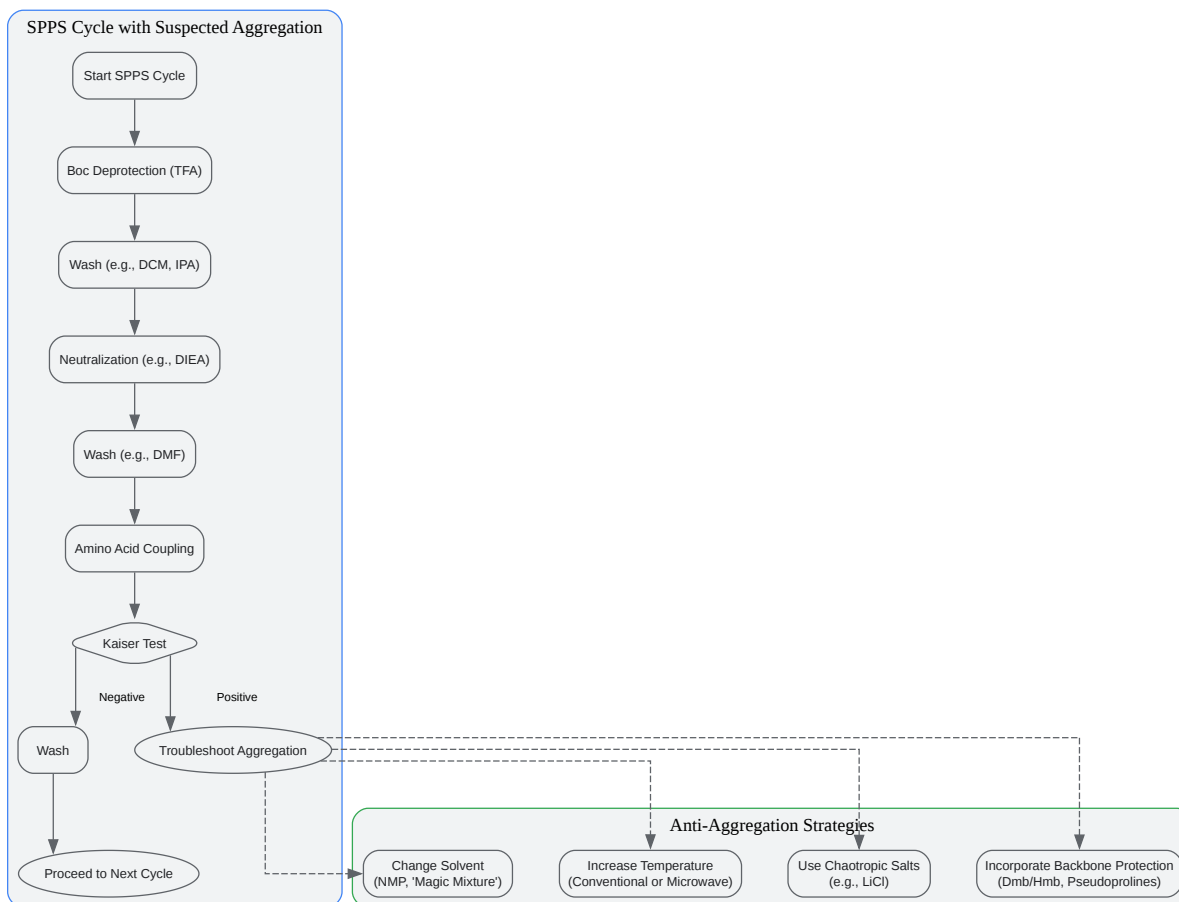 SPPS Cycle with Suspected Aggregation
Start SPPS Cycle
Boc Deprotection (TFA)
Wash (e.g., DCM, IPA)
Neutralization (e.g., DIEA)
Wash (e.g., DMF)
Amino Acid Coupling
Kaiser Test
Negative
Positive
Wash
Troubleshoot Aggregation
Proceed to Next Cycle
Anti-Aggregation Strategies
Change Solvent
(NMP, 'Magic Mixture')
Increase Temperature
(Conventional or Microwave)
Use Chaotropic Salts
(e.g., LiCl)
Incorporate Backbone Protection
(Dmb/Hmb, Pseudoprolines)